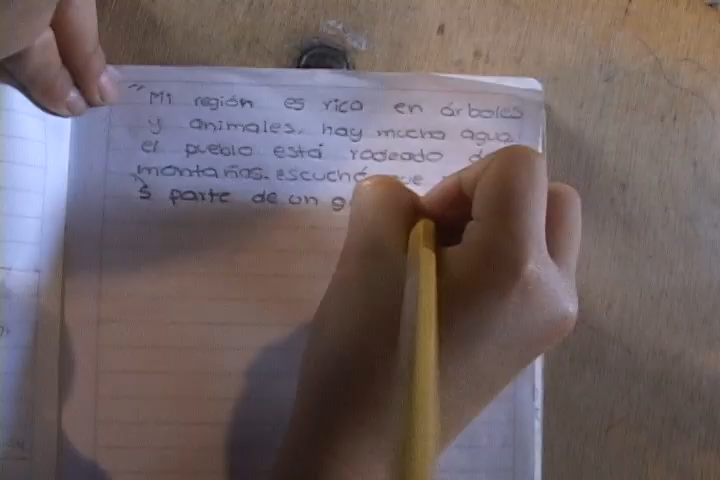 "Mi región es rica en árboles
y animales, hay mucha agua
el pueblo está rodeado
montañas. escuché
s parte de un